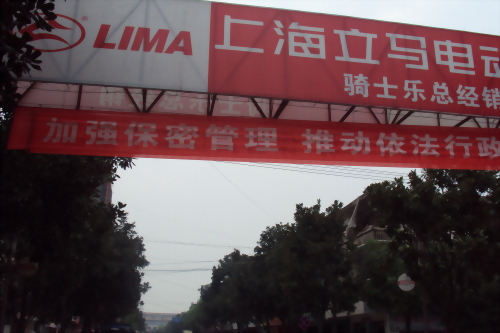 LIMA
上海立马电动
骑士乐总经销
加强保密管理 推动依法行政